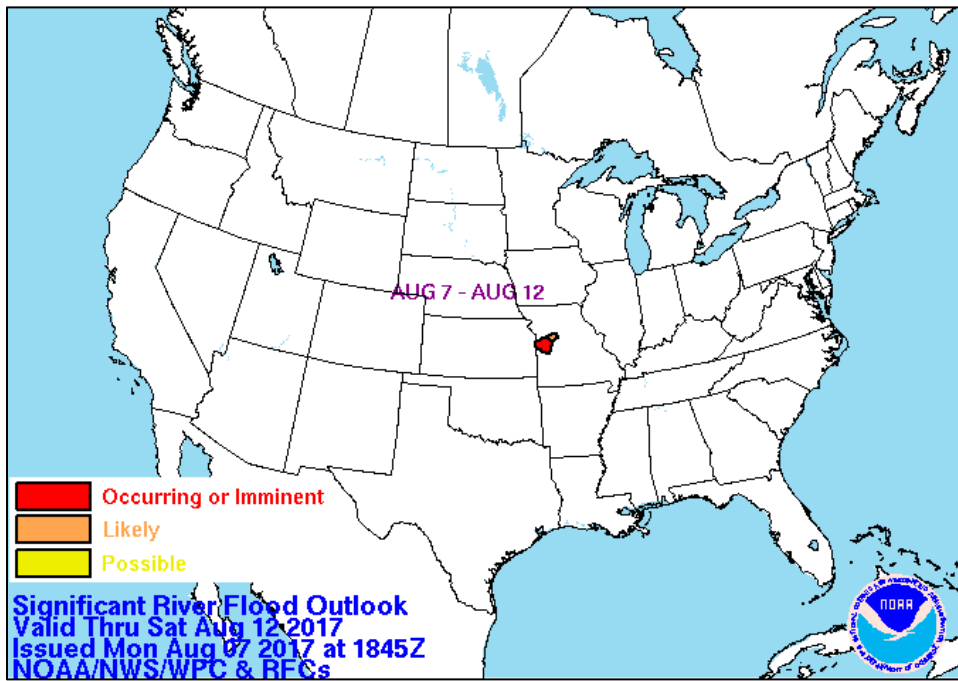 AUG 7 - AUG 12
Occurring or Imminent
Likely
Possible
Significant River Flood Outlook
Valid Thru Sat Aug 12 2017
Issued Mon Aug 07 2017 at 1845Z
NOAA/NWS/WPC & RFCs
NOAA